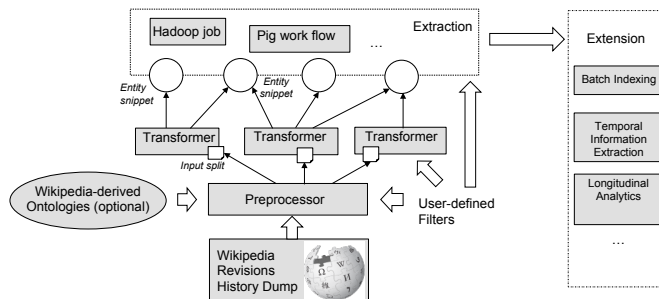 Extraction
Hadoop job
Pig work flow
…
Entity
snippet
Entity
snippet
Transformer
Transformer
Transformer
Input split
Wikipedia-derived
Ontologies (optional)
Preprocessor
User-defined
Filters
Wikipedia
Revisions
History Dump
Extension
Batch Indexing
Temporal
Information
Extraction
Longitudinal
Analytics
…